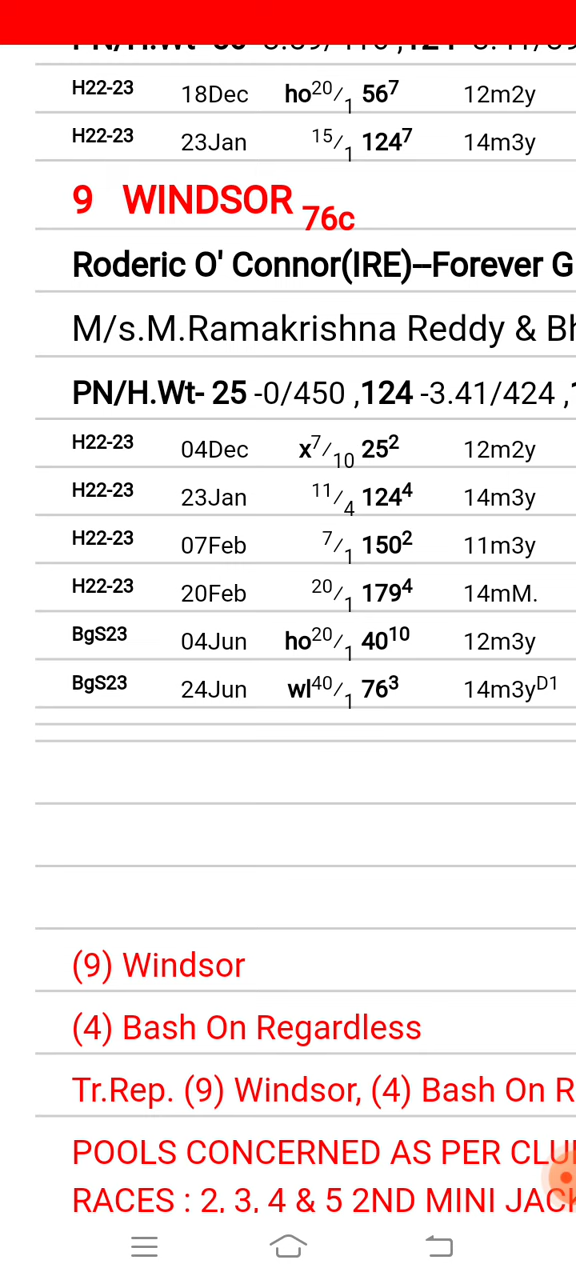 H22-23 18Dec ho20/1 56⁷ 12m2y
H22-23 23Jan 15/1 124⁷ 14m3y
9 WINDSOR 76c
Roderic O' Connor(IRE)--Forever G
M/s.M.Ramakrishna Reddy & Bh
PN/H.Wt- 25 -0/450 ,124 -3.41/424 ,
H22-23 04Dec x7/10 25² 12m2y
H22-23 23Jan 11/4 124⁴ 14m3y
H22-23 07Feb 7/1 150² 11m3y
H22-23 20Feb 20/1 179⁴ 14mM.
BgS23 04Jun ho20/1 40¹⁰ 12m3y
BgS23 24Jun wl40/1 76³ 14m3yD1
(9) Windsor
(4) Bash On Regardless
Tr.Rep. (9) Windsor, (4) Bash On R
POOLS CONCERNED AS PER CLU
RACES : 2, 3, 4 & 5 2ND MINI JACK